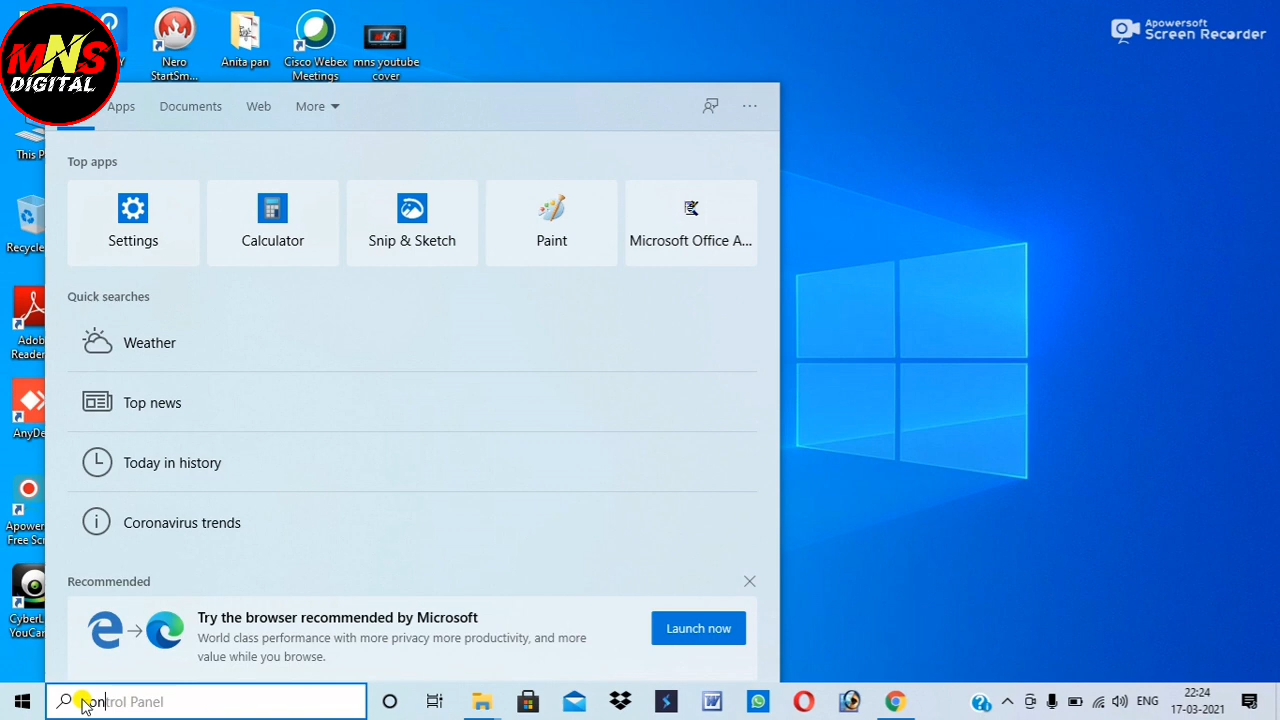 MNS
DIGITAL
Apowersoft
Screen Recorder
Nero
StartSm...
Anita pan
Cisco Webex
Meetings
mns youtube
cover
This P
Recycle
Adob
Reader
AnyDe
Apower
Free Scr
CyberL
YouCar
Apps
Documents
Web
More
Top apps
Settings
Calculator
Snip & Sketch
Paint
Microsoft Office A...
Quick searches
Weather
Top news
Today in history
Coronavirus trends
Recommended
Try the browser recommended by Microsoft
World class performance with more privacy more productivity, and more
value while you browse.
Launch now
Control Panel
ENG
22:24
17-03-2021